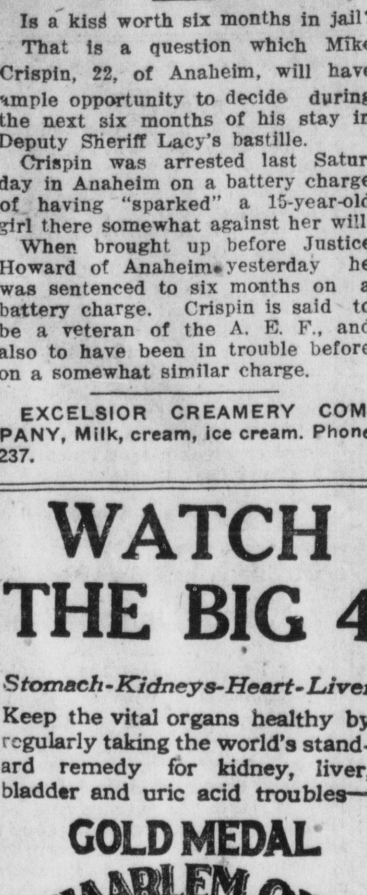 Is a kiss worth six months in jail?
That is a question which Mike
Crispin, 22, of Anaheim, will have
ample opportunity to decide during
the next six months of his stay in
Deputy Sheriff Lacy's bastille.
Crispin was arrested last Satur
day in Anaheim on a battery charge
of having "sparked" a 15-year-old
girl there somewhat against her will
When brought up before Justice
Howard of Anaheim yesterday he
was sentenced to six months on a
battery charge. Crispin is said to
be a veteran of the A. E. F., and
also to have been in trouble before
on a somewhat similar charge.
EXCELSIOR CREAMERY COM
PANY, Milk, cream, ice cream. Phone
237.
WATCH
THE BIG 4
Stomach-Kidneys-Heart-Liver
Keep the vital organs healthy by
regularly taking the world's stand-
ard remedy for kidney, liver,
bladder and uric acid troubles—
GOLD MEDAL
HAARLEM